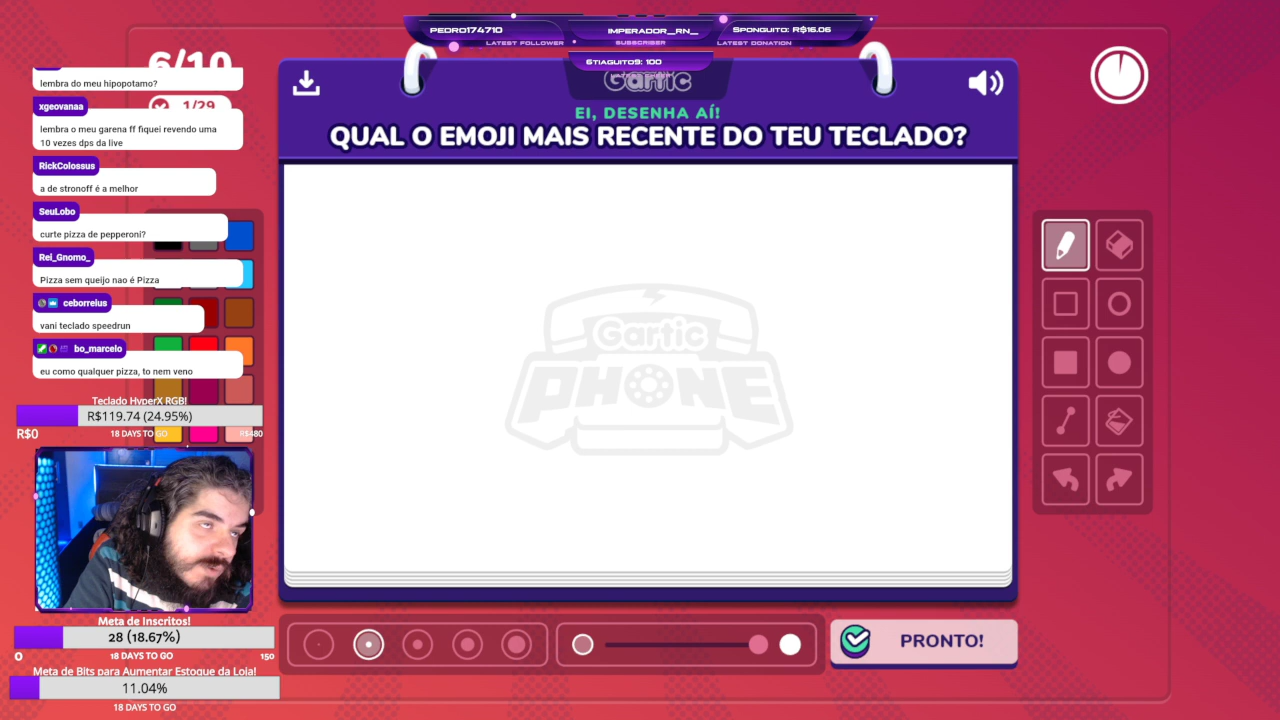 PEDRO174710
LATEST FOLLOWER
IMPERADOR_RN_
SUBSCRIBER
SPONGUITO: R$16.06
LATEST DONATION
6TIAGUITO9: 100
Gartic
6/10
1/29
EI, DESENHA AÍ!
QUAL O EMOJI MAIS RECENTE DO TEU TECLADO?
lembra do meu hipopotamo?
xgeovanaa
lembra o meu garena ff fiquei revendo uma
10 vezes dps da live
RickColossus
a de stronoff é a melhor
SeuLobo
curte pizza de pepperoni?
Rei_Gnomo_
Pizza sem queijo nao é Pizza
ceborreius
vani teclado speedrun
bo_marcelo
eu como qualquer pizza, to nem veno
Gartic
PHONE
Teclado HyperX RGB!
R$119.74 (24.95%)
R$0
18 DAYS TO GO
R$480
Meta de Inscritos!
28 (18.67%)
0
18 DAYS TO GO
150
Meta de Bits para Aumentar Estoque da Loja!
11.04%
18 DAYS TO GO
PRONTO!